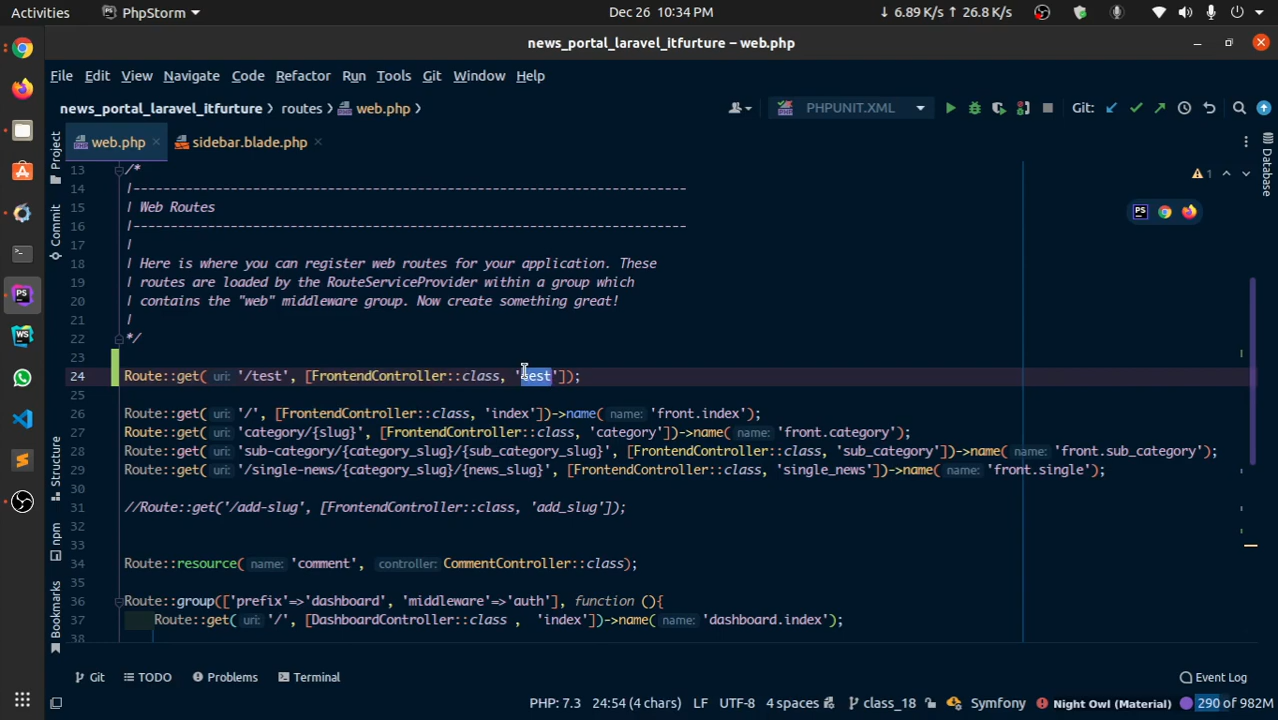 Activities PhpStorm Dec 26 10:34 PM ↓ 6.89 K/s ↑ 26.8 K/s
news_portal_laravel_itfurture – web.php
File Edit View Navigate Code Refactor Run Tools Git Window Help
news_portal_laravel_itfurture routes web.php PHPUNIT.XML Git:
web.php sidebar.blade.php
Project
Commit
Structure
npm
Bookmarks
Database
1
13 /*
14 |--------------------------------------------------------------------------
15 | Web Routes
16 |--------------------------------------------------------------------------
17 |
18 | Here is where you can register web routes for your application. These
19 | routes are loaded by the RouteServiceProvider within a group which
20 | contains the "web" middleware group. Now create something great!
21 |
22 */
23
24 Route::get( uri: '/test', [FrontendController::class, 'test']);
25
26 Route::get( uri: '/', [FrontendController::class, 'index'])->name( name: 'front.index');
27 Route::get( uri: 'category/{slug}', [FrontendController::class, 'category'])->name( name: 'front.category');
28 Route::get( uri: 'sub-category/{category_slug}/{sub_category_slug}', [FrontendController::class, 'sub_category'])->name( name: 'front.sub_category');
29 Route::get( uri: '/single-news/{category_slug}/{news_slug}', [FrontendController::class, 'single_news'])->name( name: 'front.single');
30
31 //Route::get('/add-slug', [FrontendController::class, 'add_slug']);
32
33
34 Route::resource( name: 'comment', controller: CommentController::class);
35
36 Route::group(['prefix'=>'dashboard', 'middleware'=>'auth'], function (){
37 Route::get( uri: '/', [DashboardController::class , 'index'])->name( name: 'dashboard.index');
38
Git TODO Problems Terminal Event Log
PHP: 7.3 24:54 (4 chars) LF UTF-8 4 spaces class_18 Symfony Night Owl (Material) 290 of 982M